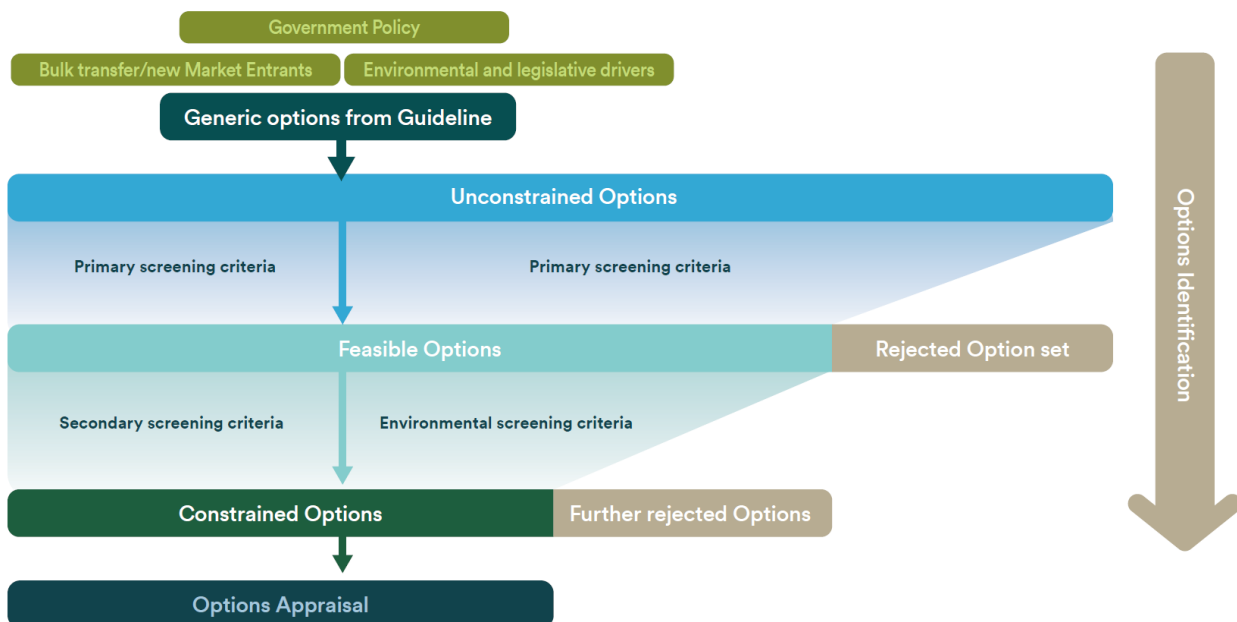 Government Policy
Bulk transfer/new Market Entrants
Environmental and legislative drivers
Generic options from Guideline
Unconstrained Options
Primary screening criteria
Primary screening criteria
Feasible Options
Rejected Option set
Secondary screening criteria
Environmental screening criteria
Constrained Options
Further rejected Options
Options Appraisal
Options Identification